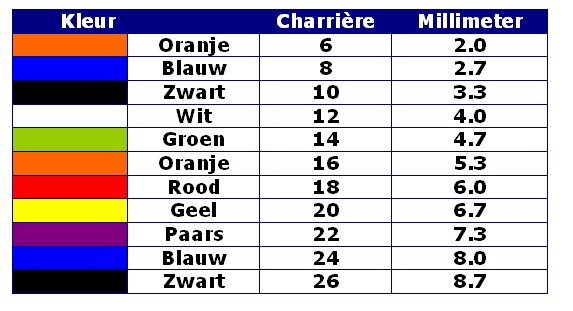 Kleur Charrière Millimeter
Oranje 6 2.0
Blauw 8 2.7
Zwart 10 3.3
Wit 12 4.0
Groen 14 4.7
Oranje 16 5.3
Rood 18 6.0
Geel 20 6.7
Paars 22 7.3
Blauw 24 8.0
Zwart 26 8.7